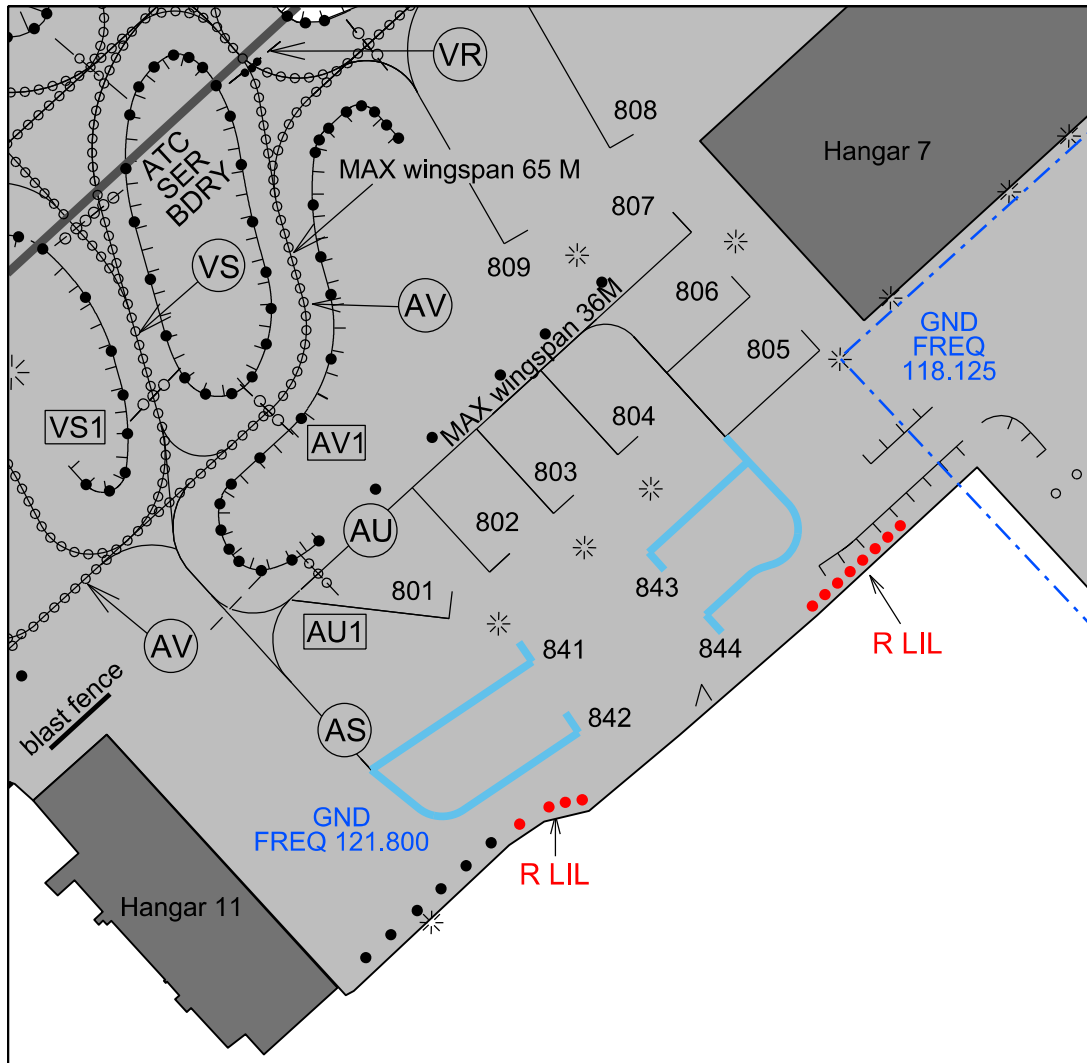 VR
808
Hangar 7
ATC
SER
BDRY
MAX wingspan 65 M
807
VS
809
AV
806
MAX wingspan 36M
805
GND
FREQ
118.125
VS1
AV1
804
803
802
AU
801
843
AU1
AV
841
844
R LIL
blast fence
AS
842
GND
FREQ 121.800
R LIL
Hangar 11